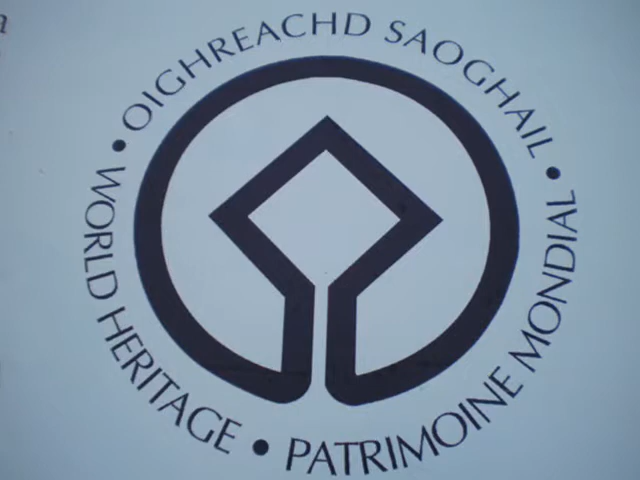 OIGHREACHD SAOGHAIL •
WORLD HERITAGE •
PATRIMOINE MONDIAL •